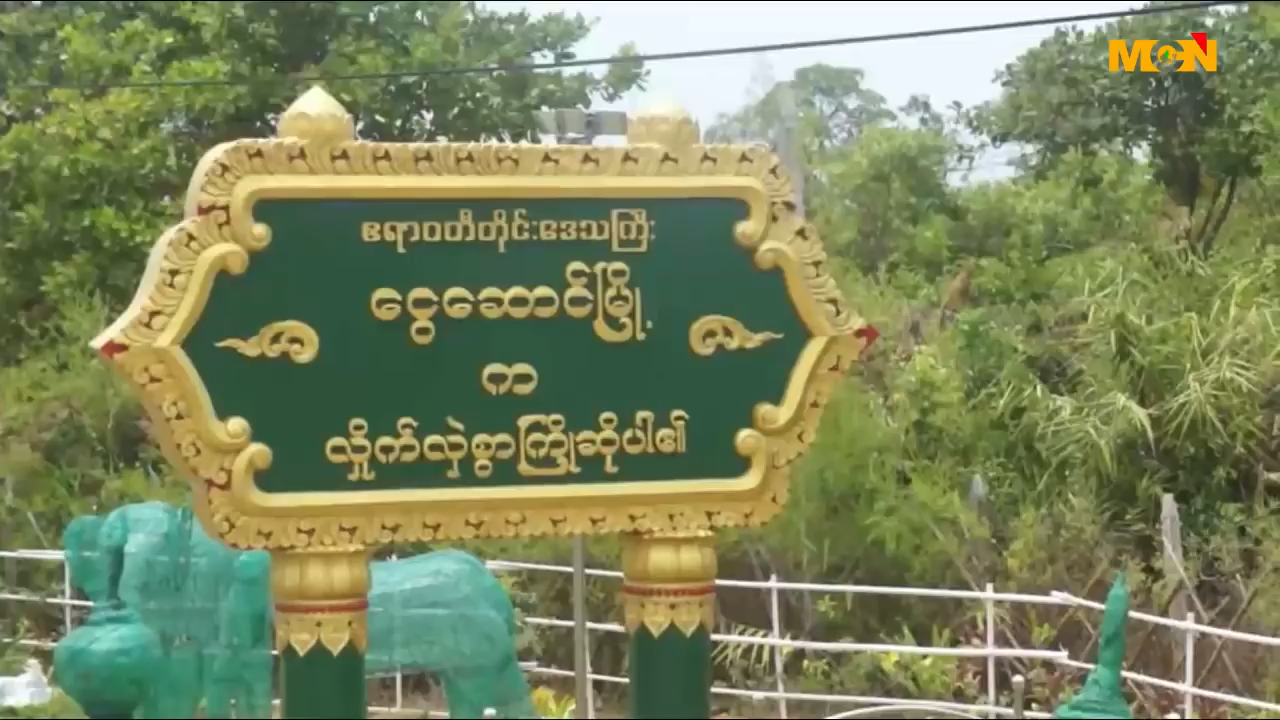 MCN
ဧရာဝတီတိုင်းဒေသကြီး
ငွေဆောင်မြို့
က
လှိုက်လှဲစွာကြိုဆိုပါ၏